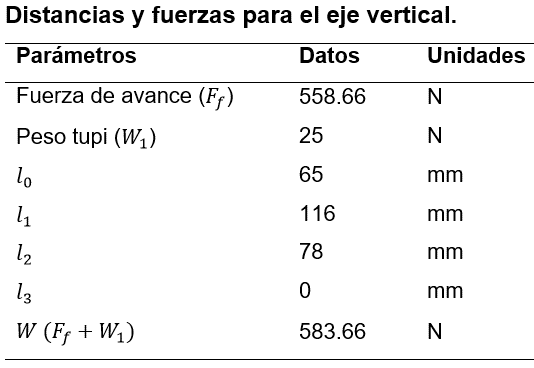 Distancias y fuerzas para el eje vertical.
Parámetros Datos Unidades
Fuerza de avance (F_f) 558.66 N
Peso tupi (W_1) 25 N
l_0 65 mm
l_1 116 mm
l_2 78 mm
l_3 0 mm
W (F_f + W_1) 583.66 N